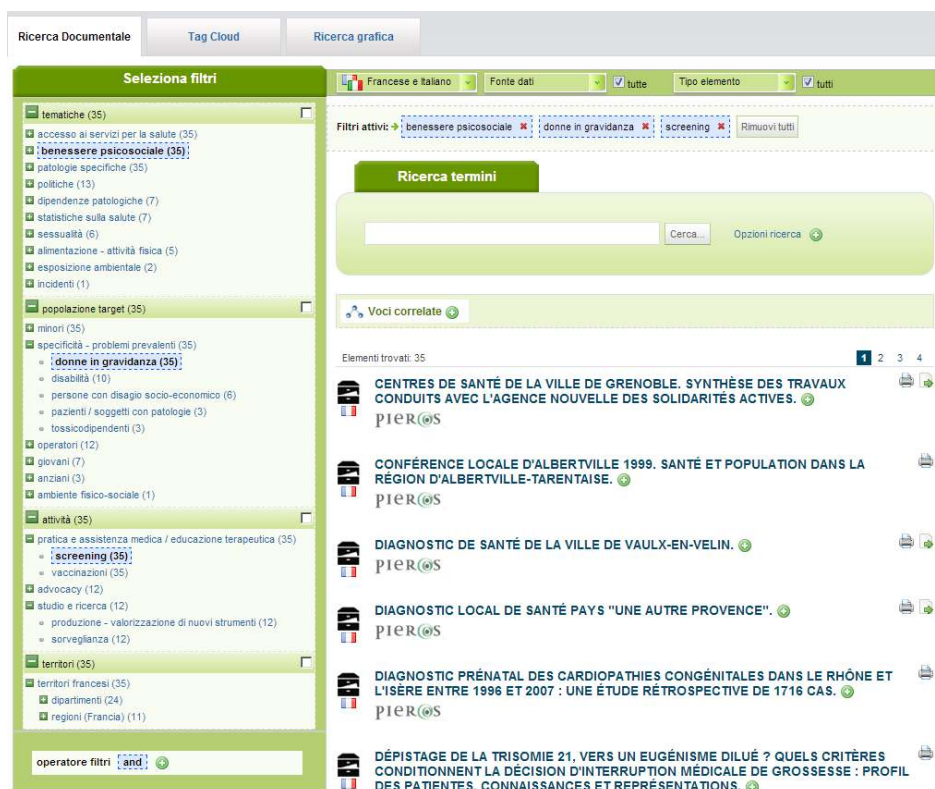 Ricerca Documentale
Tag Cloud
Ricerca grafica
Seleziona filtri
tematiche (35)
accesso ai servizi per la salute (35)
benessere psicosociale (35)
patologie specifiche (35)
politiche (13)
dipendenze patologiche (7)
statistiche sulla salute (7)
sessualità (6)
alimentazione - attività fisica (5)
esposizione ambientale (2)
incidenti (1)
popolazione target (35)
minori (35)
specificità - problemi prevalenti (35)
donne in gravidanza (35)
disabilità (10)
persone con disagio socio-economico (6)
pazienti / soggetti con patologie (3)
tossicodipendenti (3)
operatori (12)
giovani (7)
anziani (3)
ambiente fisico-sociale (1)
attività (35)
pratica e assistenza medica / educazione terapeutica (35)
screening (35)
vaccinazioni (35)
advocacy (12)
studio e ricerca (12)
produzione - valorizzazione di nuovi strumenti (12)
sorveglianza (12)
territori (35)
territori francesi (35)
dipartimenti (24)
regioni (Francia) (11)
operatore filtri and
Francese e Italiano Fonte dati tutte Tipo elemento tutti
Filtri attivi: benessere psicosociale donne in gravidanza screening Rimuovi tutti
Ricerca termini
Cerca... Opzioni ricerca
Voci correlate
Elementi trovati: 35 1 2 3 4
CENTRES DE SANTÉ DE LA VILLE DE GRENOBLE. SYNTHÈSE DES TRAVAUX
CONDUITS AVEC L'AGENCE NOUVELLE DES SOLIDARITÉS ACTIVES.
PIEROS
CONFÉRENCE LOCALE D'ALBERTVILLE 1999. SANTÉ ET POPULATION DANS LA
RÉGION D'ALBERTVILLE-TARENTAISE.
PIEROS
DIAGNOSTIC DE SANTÉ DE LA VILLE DE VAULX-EN-VELIN.
PIEROS
DIAGNOSTIC LOCAL DE SANTÉ PAYS "UNE AUTRE PROVENCE".
PIEROS
DIAGNOSTIC PRÉNATAL DES CARDIOPATHIES CONGÉNITALES DANS LE RHÔNE ET
L'ISÈRE ENTRE 1996 ET 2007 : UNE ÉTUDE RÉTROSPECTIVE DE 1716 CAS.
PIEROS
DÉPISTAGE DE LA TRISOMIE 21, VERS UN EUGÉNISME DILUÉ ? QUELS CRITÈRES
CONDITIONNENT LA DÉCISION D'INTERRUPTION MÉDICALE DE GROSSESSE : PROFIL
DES PATIENTES, CONNAISSANCES ET REPRÉSENTATIONS.